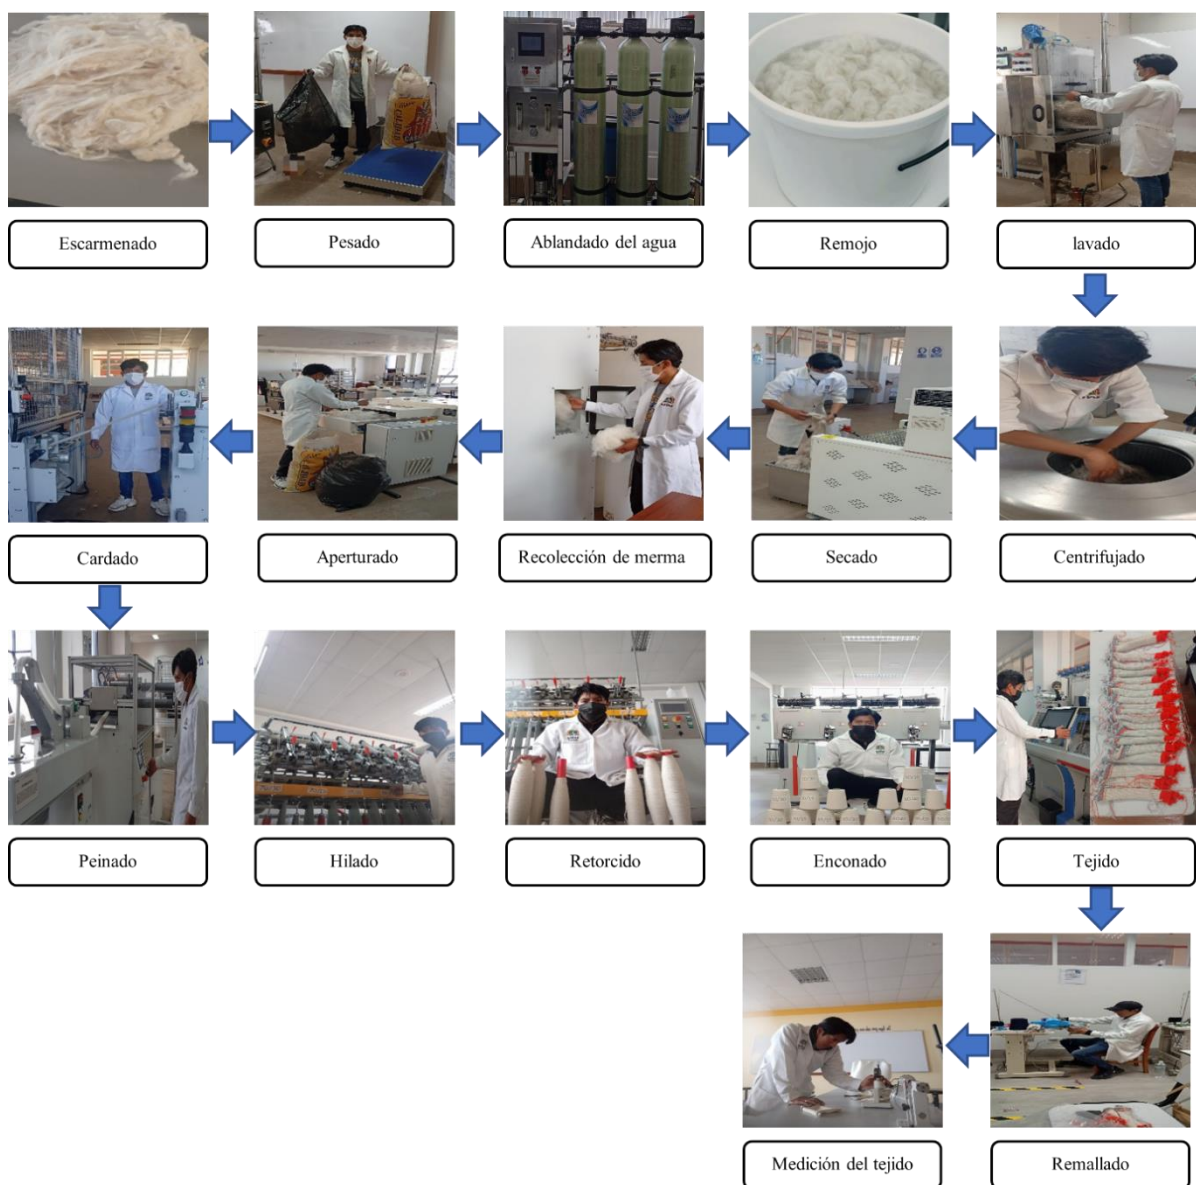 Escarmenado
Pesado
Ablandado del agua
Remojo
lavado
Centrifujado
Secado
Recolección de merma
Aperturado
Cardado
Peinado
Hilado
Retorcido
Enconado
Tejido
Remallado
Medición del tejido